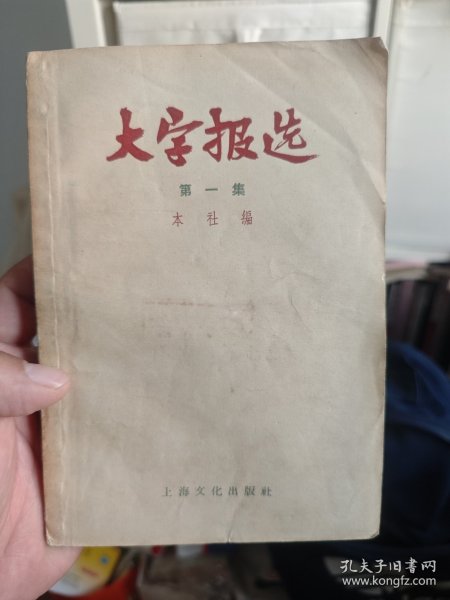 大字报选
第一集
本社编
上海文化出版社
孔夫子旧书网
www.kongfz.com